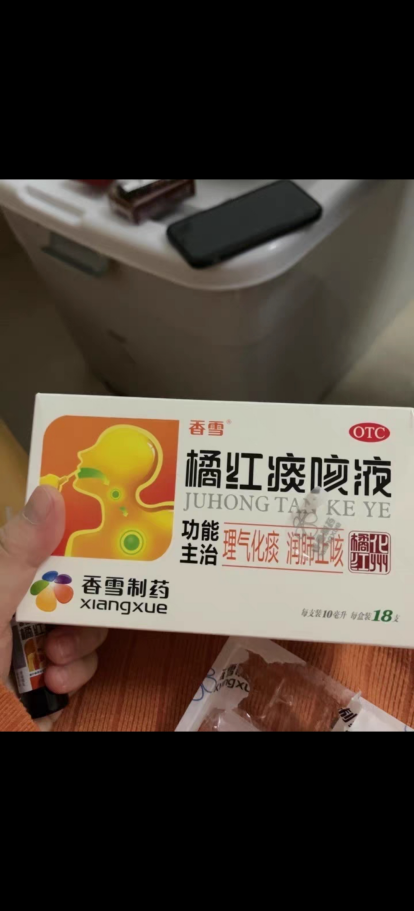 香雪®
OTC
橘红痰咳液
JUHONG TAN KE YE
功能
主治
理气化痰 润肺止咳
化州
橘红
香雪制药
xiangxue
每支装10毫升 每盒装18支